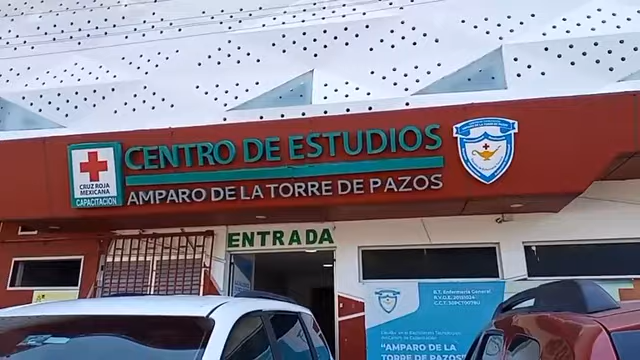 CRUZ ROJA
MEXICANA
CAPACITACIÓN
CENTRO DE ESTUDIOS
AMPARO DE LA TORRE DE PAZOS
ENTRADA
"AMPARO DE
LA TORRE DE PAZOS"